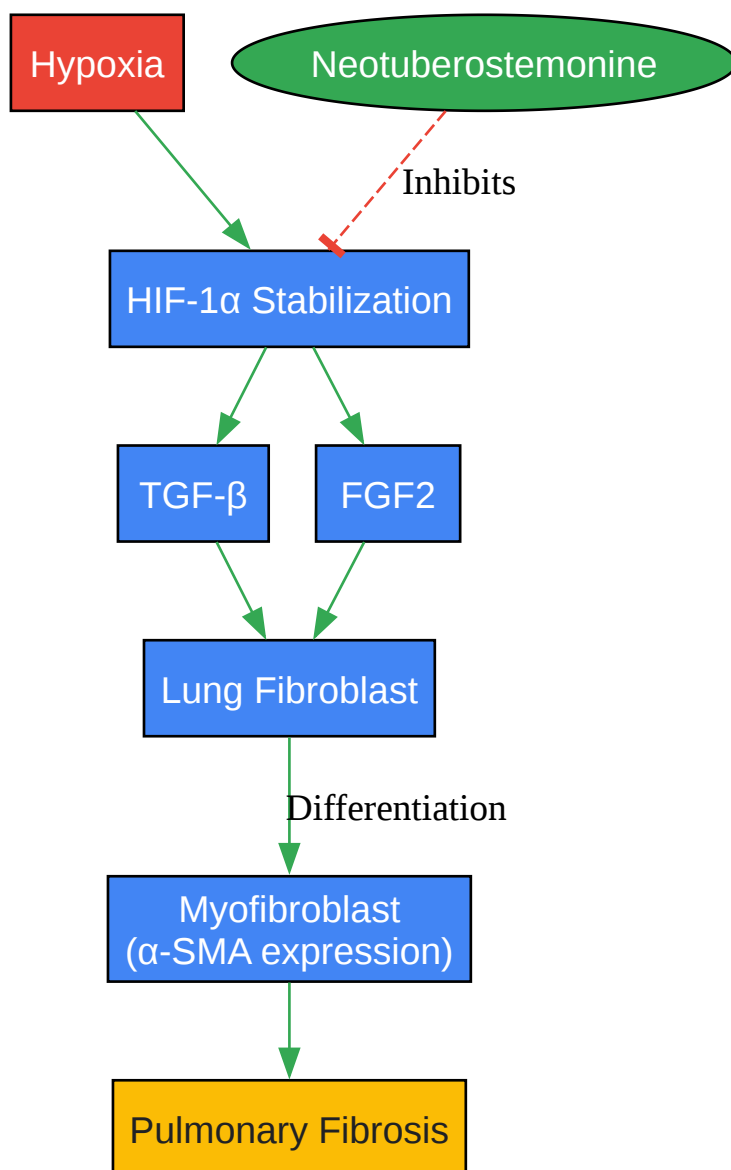 Hypoxia
Neotuberostemonine
Inhibits
HIF-1α Stabilization
TGF-β
FGF2
Lung Fibroblast
Differentiation
Myofibroblast
(α-SMA expression)
Pulmonary Fibrosis